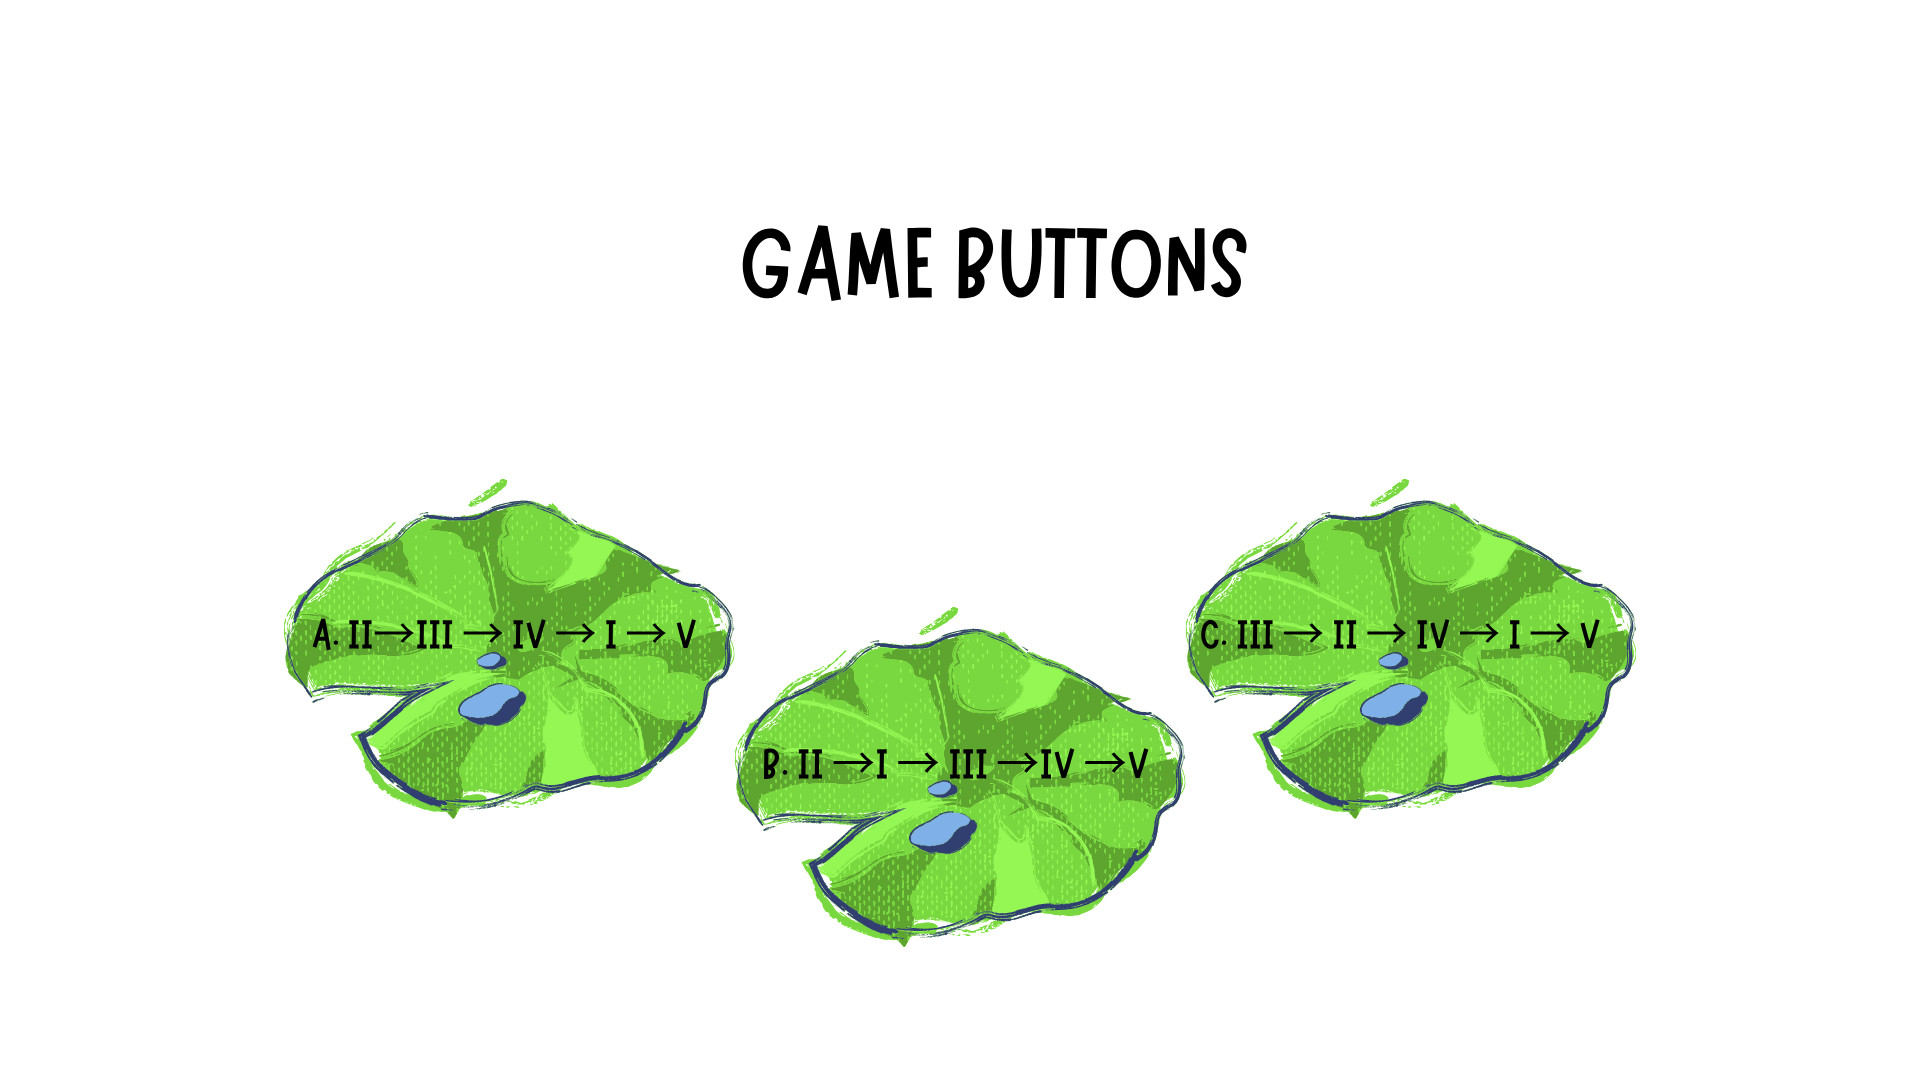 GAME BUTTONS
A. II→III → IV → I → V
B. II → I → III → IV → V
C. III → II → IV → I → V